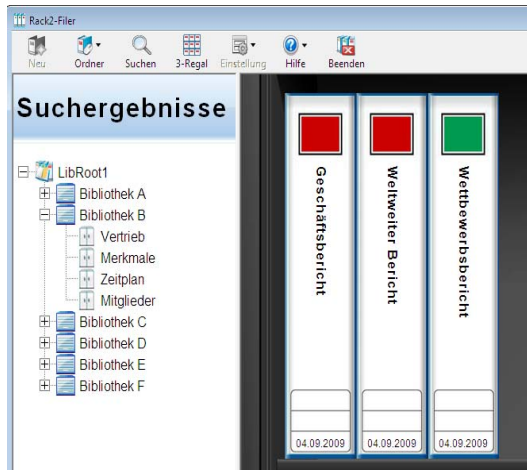 Rack2-Filer
Neu Ordner Suchen 3-Regal Einstellung Hilfe Beenden
Suchergebnisse
LibRoot1
Bibliothek A
Bibliothek B
Vertrieb
Merkmale
Zeitplan
Mitglieder
Bibliothek C
Bibliothek D
Bibliothek E
Bibliothek F
Geschäftsbericht
Weltweiter Bericht
Wettbewerbsbericht
04.09.2009 04.09.2009 04.09.2009